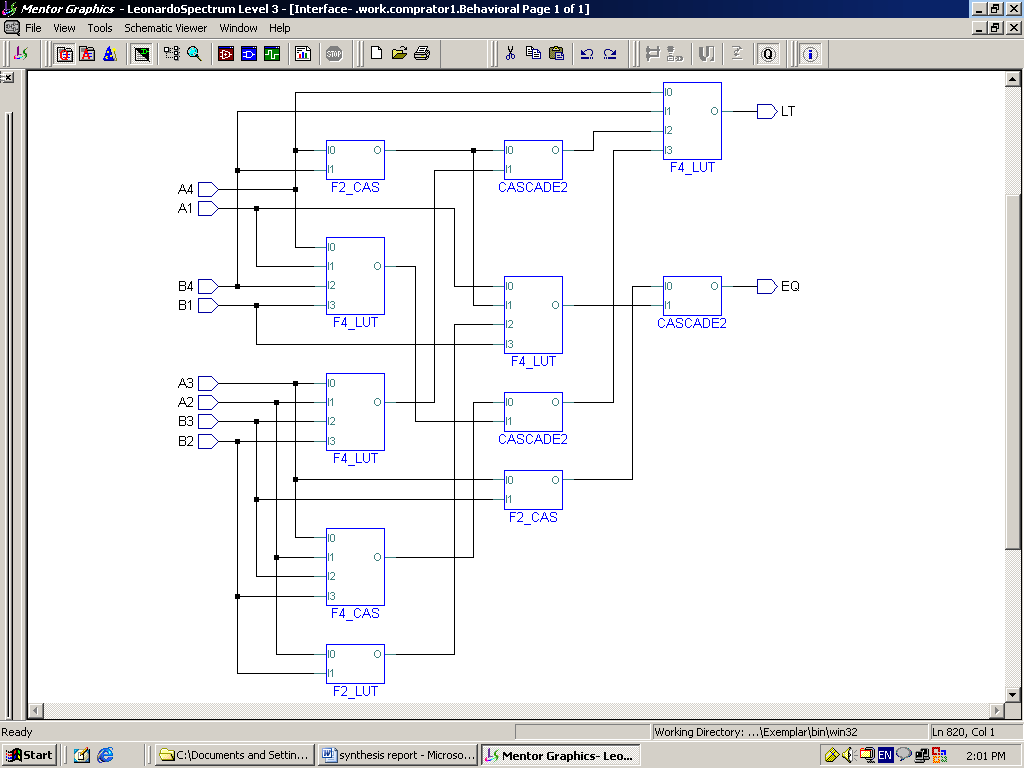 Mentor Graphics - LeonardoSpectrum Level 3 - [Interface- .work.comprator1.Behavioral Page 1 of 1]
File View Tools Schematic Viewer Window Help
I0
I1 O LT
I2
I3
F4_LUT
I0 O
I1
F2_CAS
I0 O
I1
CASCADE2
A4
A1
I0
I1 O
I2
I3
F4_LUT
B4
B1
I0
I1 O
I2
I3
F4_LUT
I0 O EQ
I1
CASCADE2
A3
A2
B3
B2
I0
I1 O
I2
I3
F4_LUT
I0 O
I1
CASCADE2
I0 O
I1
F2_CAS
I0
I1 O
I2
I3
F4_CAS
I0 O
I1
F2_LUT
Ready Working Directory: ...\Exemplar\bin\win32 Ln 820, Col 1
Start C:\Documents and Settin... synthesis report - Microso... Mentor Graphics- Leo... EN 2:01 PM